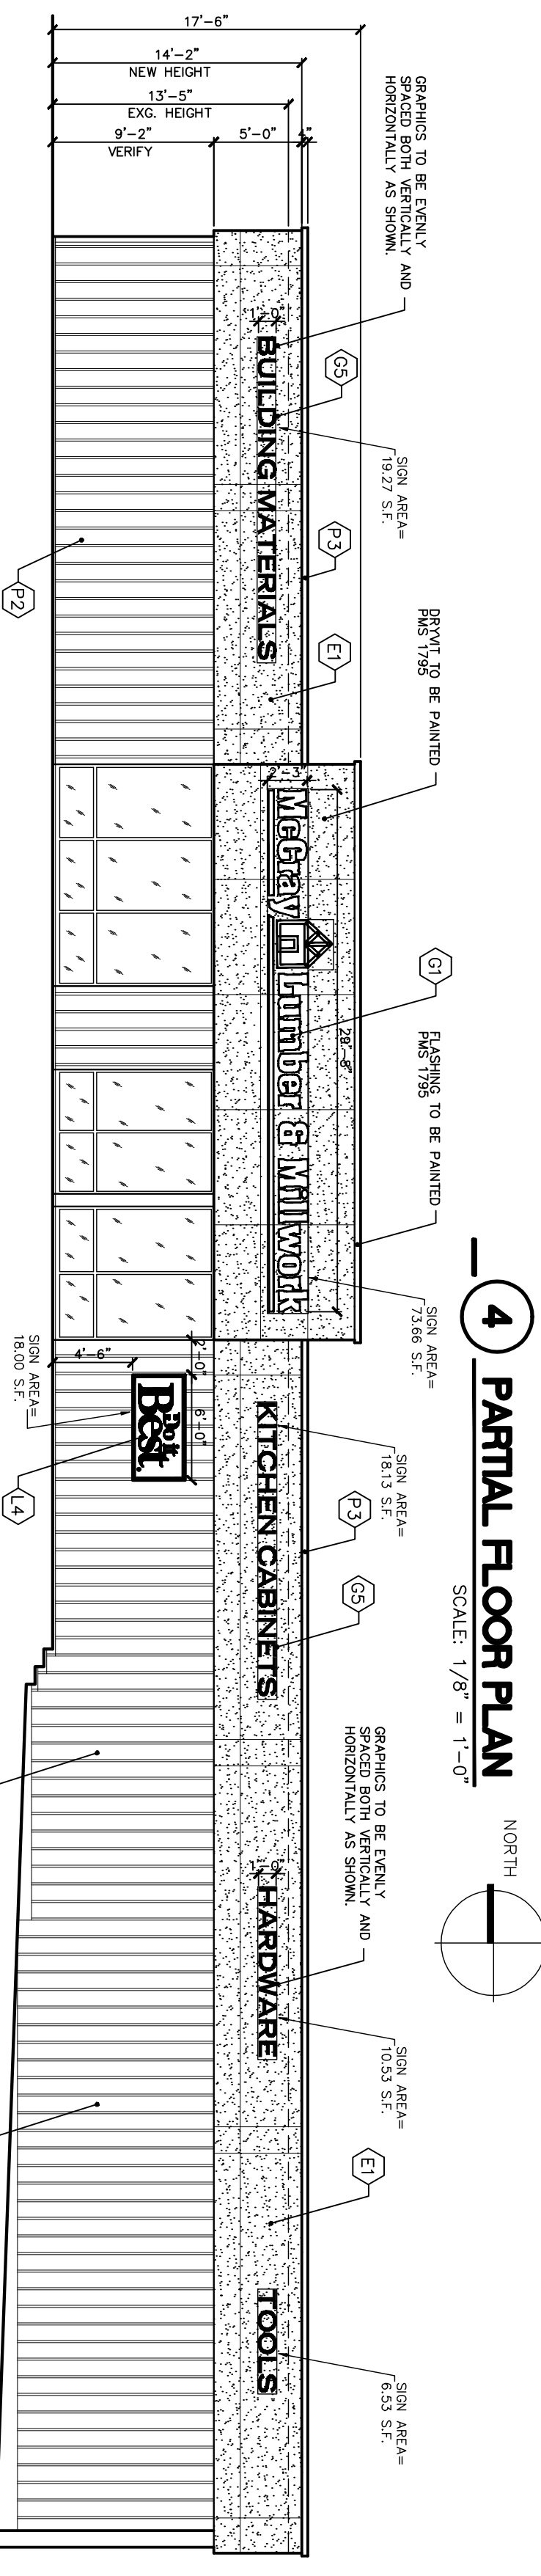 4 PARTIAL FLOOR PLAN
SCALE: 1/8" = 1'-0"
NORTH
GRAPHICS TO BE EVENLY
SPACED BOTH VERTICALLY AND
HORIZONTALLY AS SHOWN.
G5
SIGN AREA=
19.27 S.F.
P3
E1
DRYVIT TO BE PAINTED
PMS 1795
G1
FLASHING TO BE PAINTED
PMS 1795
SIGN AREA=
73.66 S.F.
SIGN AREA=
18.13 S.F.
P3
G5
GRAPHICS TO BE EVENLY
SPACED BOTH VERTICALLY AND
HORIZONTALLY AS SHOWN.
SIGN AREA=
10.53 S.F.
E1
SIGN AREA=
6.53 S.F.
17'-6"
14'-2"
NEW HEIGHT
13'-5"
EXG. HEIGHT
9'-2"
VERIFY
5'-0"
4"
1'-0"
BUILDING MATERIALS
2'-3"
28'-8"
McCray Lumber & Millwork
KITCHEN CABINETS
1'-0"
HARDWARE
TOOLS
2'-0"
6'-0"
4'-6"
Do it
Best.
SIGN AREA=
18.00 S.F.
L4
P2